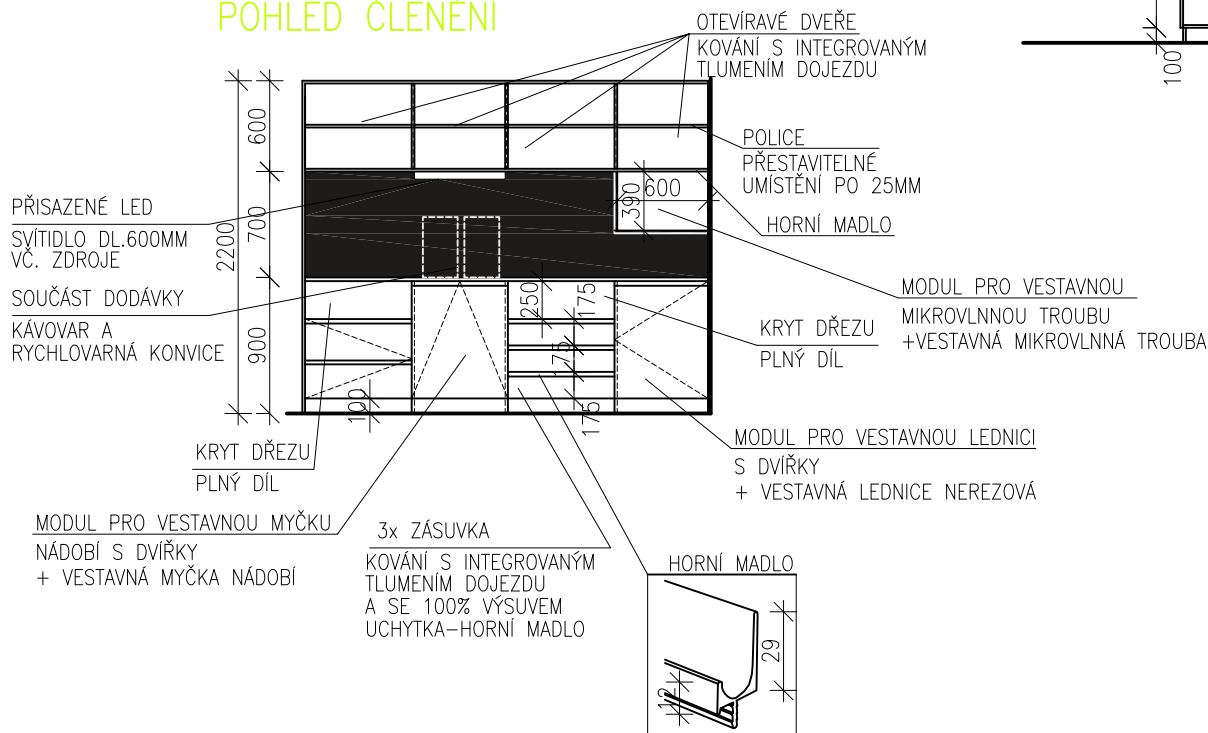 POHLED ČLENĚNÍ
OTEVÍRAVÉ DVEŘE
KOVÁNÍ S INTEGROVANÝM
TLUMENÍM DOJEZDU
100
600
POLICE
PŘESTAVITELNÉ
UMÍSTĚNÍ PO 25MM
600
390
HORNÍ MADLO
PŘISAZENÉ LED
SVÍTIDLO DL.600MM
VČ. ZDROJE
700
2200
SOUČÁST DODÁVKY
KÁVOVAR A
RYCHLOVARNÁ KONVICE
900
250
175
175
175
100
MODUL PRO VESTAVNOU
MIKROVLNNOU TROUBU
+VESTAVNÁ MIKROVLNNÁ TROUBA
KRYT DŘEZU
PLNÝ DÍL
KRYT DŘEZU
PLNÝ DÍL
MODUL PRO VESTAVNOU LEDNICI
S DVÍŘKY
+ VESTAVNÁ LEDNICE NEREZOVÁ
MODUL PRO VESTAVNOU MYČKU
NÁDOBÍ S DVÍŘKY
+ VESTAVNÁ MYČKA NÁDOBÍ
3x ZÁSUVKA
KOVÁNÍ S INTEGROVANÝM
TLUMENÍM DOJEZDU
A SE 100% VÝSUVEM
UCHYTKA-HORNÍ MADLO
HORNÍ MADLO
29
12